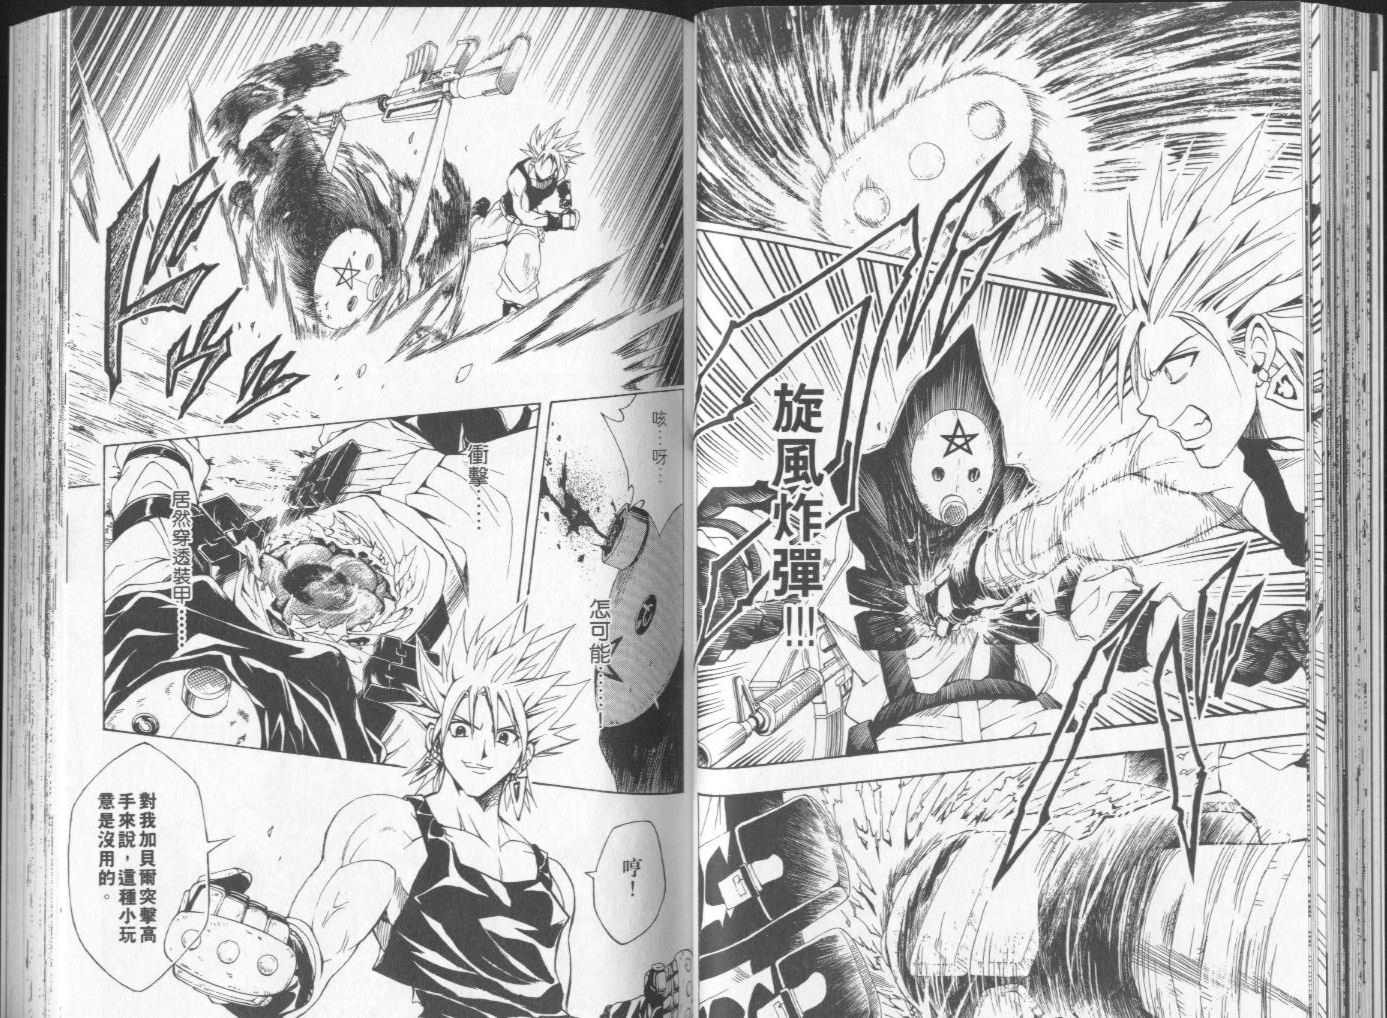 旋風炸彈!!!
咳…呀…
怎可能……!
衝擊……
居然穿透裝甲……
哼!
對我加貝爾突擊高
手來說，這種小玩
意是沒用的。